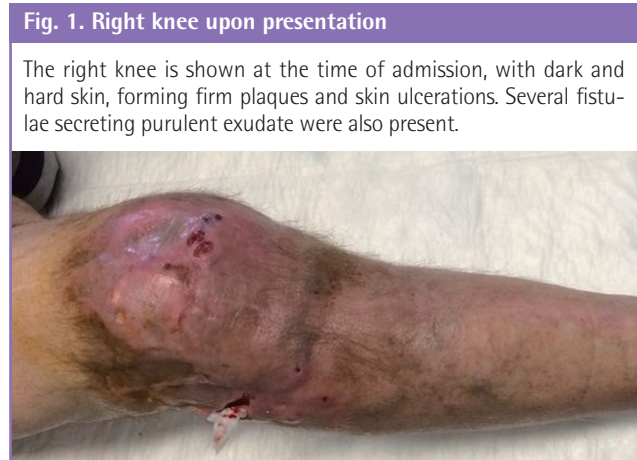 Fig. 1. Right knee upon presentation
The right knee is shown at the time of admission, with dark and
hard skin, forming firm plaques and skin ulcerations. Several fistu-
lae secreting purulent exudate were also present.